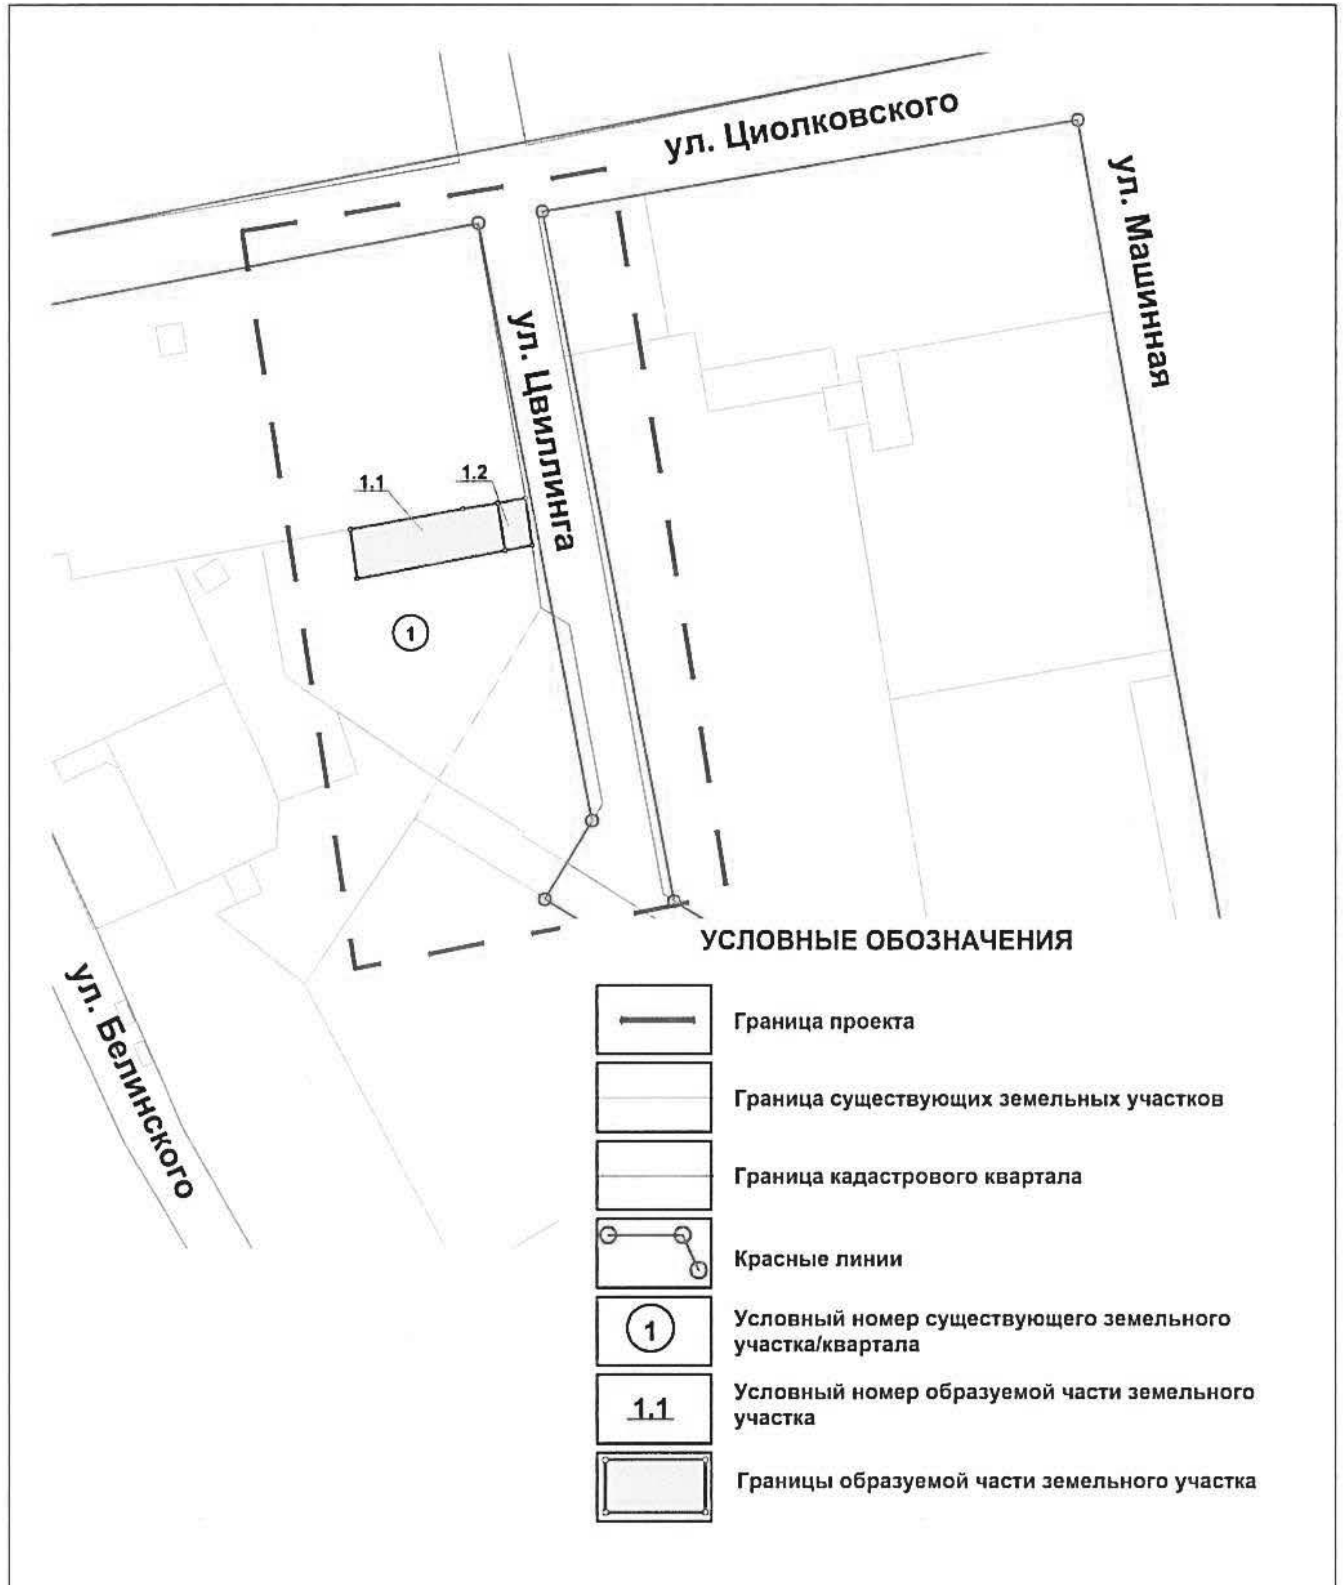 ул. Циолковского
ул. Машинная
ул. Цвиллинга
1.1
1.2
1
ул. Белинского
УСЛОВНЫЕ ОБОЗНАЧЕНИЯ
Граница проекта
Граница существующих земельных участков
Граница кадастрового квартала
Красные линии
1
Условный номер существующего земельного
участка/квартала
1.1
Условный номер образуемой части земельного
участка
Границы образуемой части земельного участка